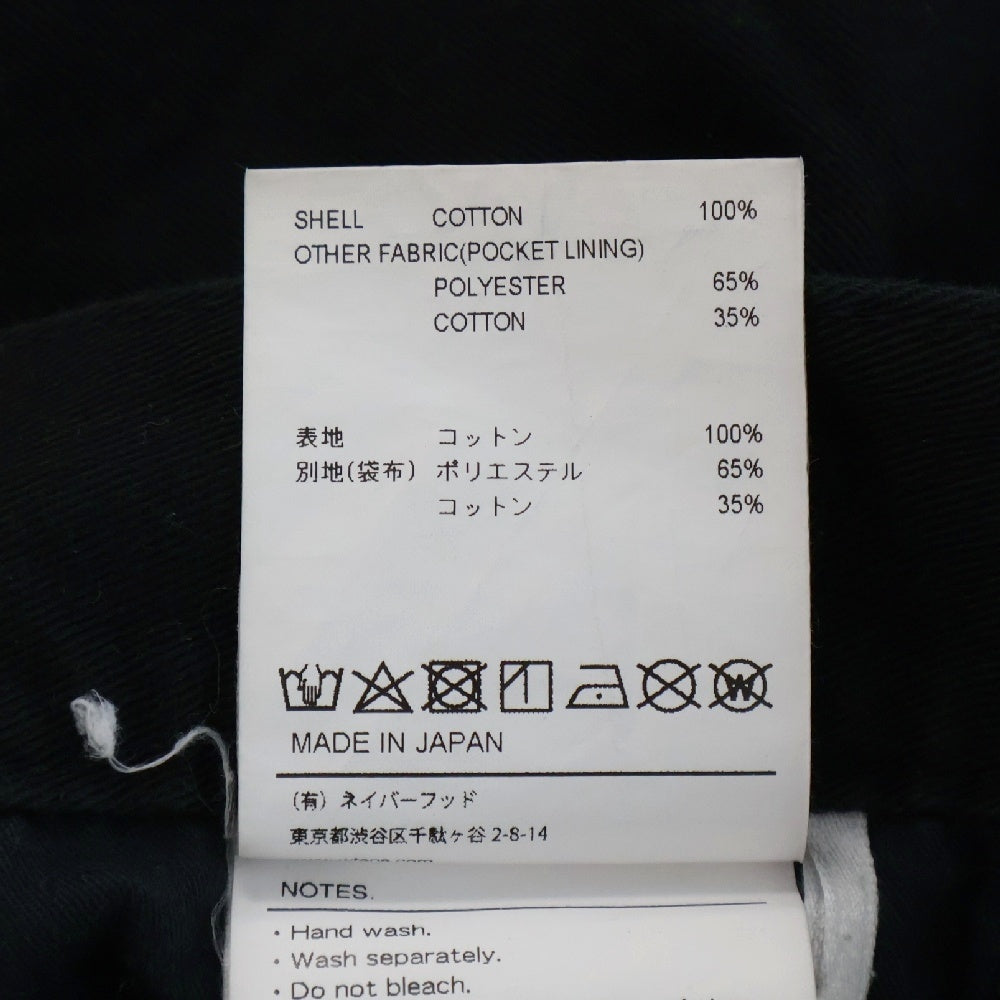 SHELL COTTON 100%
OTHER FABRIC(POCKET LINING)
POLYESTER 65%
COTTON 35%
表地 コットン 100%
別地(袋布) ポリエステル 65%
コットン 35%
W
MADE IN JAPAN
(有) ネイバーフッド
東京都渋谷区千駄ヶ谷 2-8-14
NOTES.
• Hand wash.
• Wash separately.
• Do not bleach.